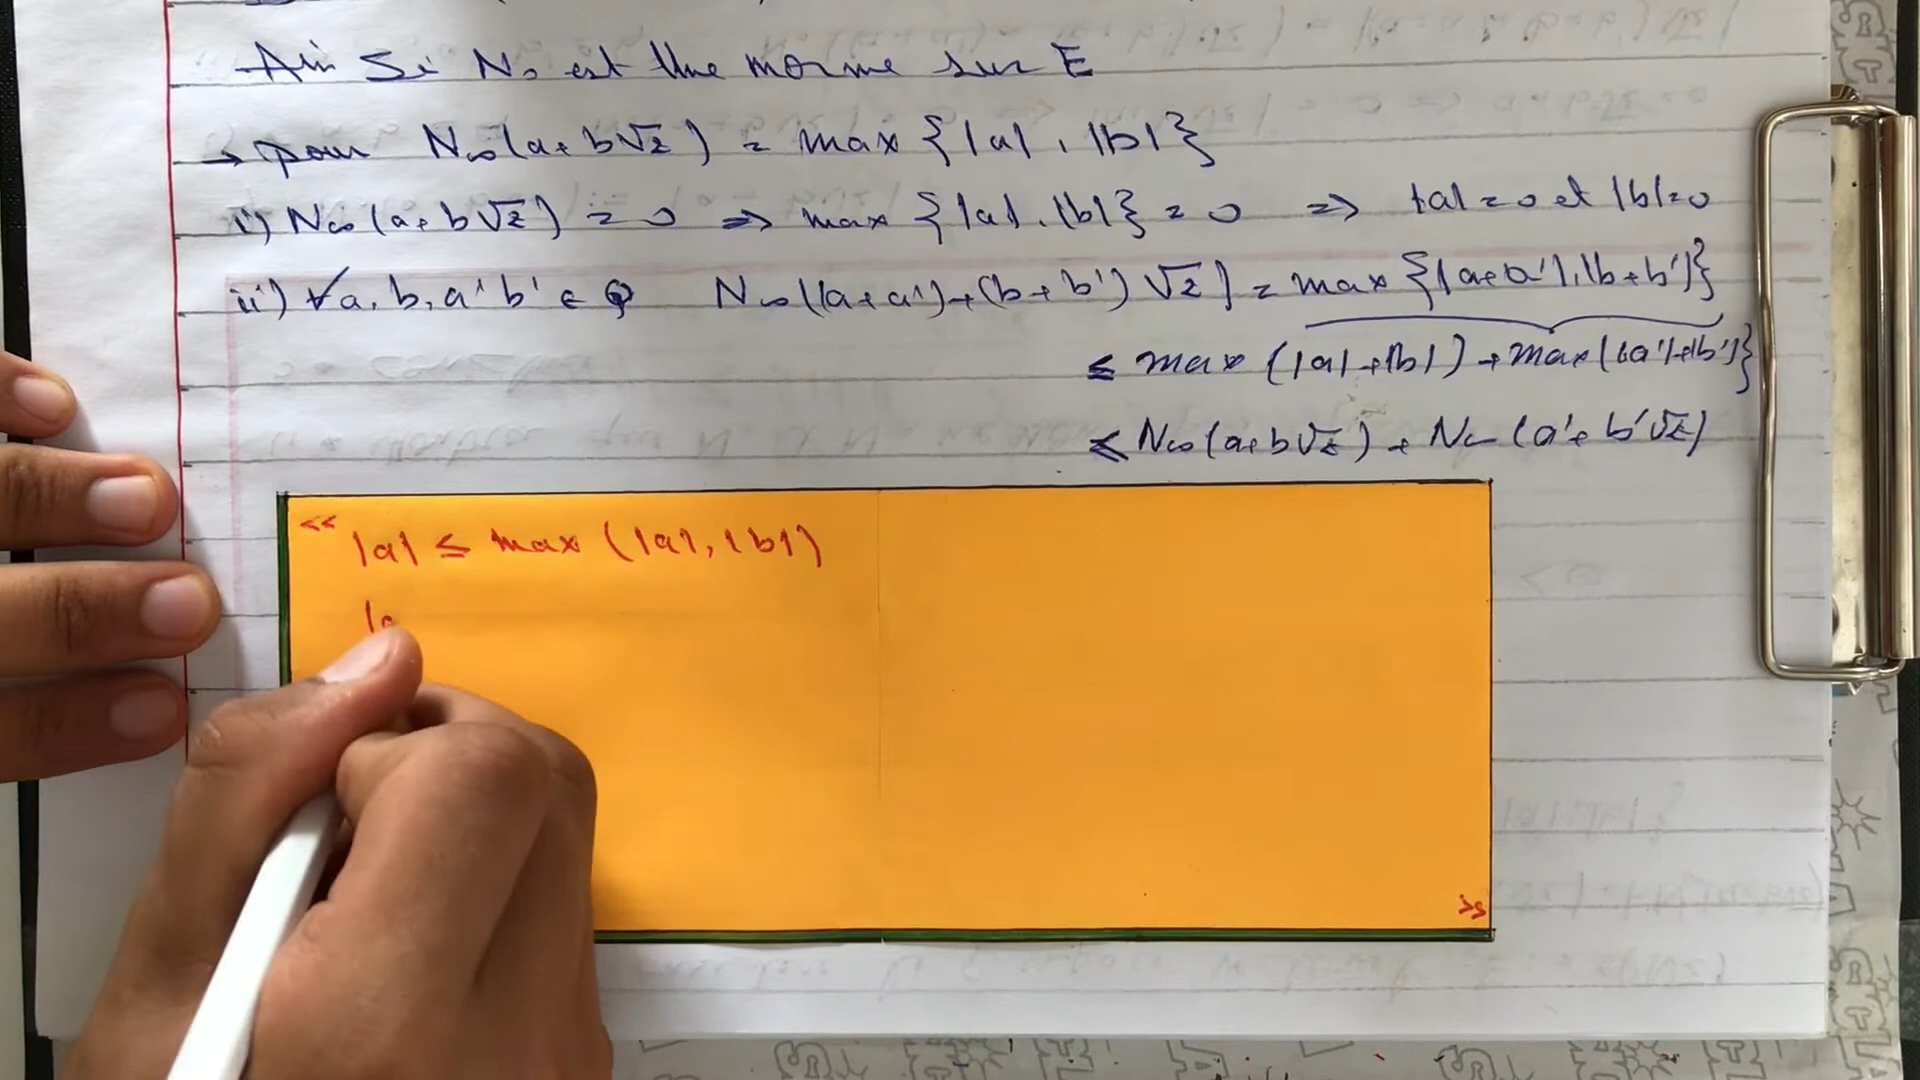 Ain Si N₀ est Une norme sur E
→ pour N∞(a+b√2) = max {|a|, |b|}
i) N∞(a+b√2) = 0 ⇒ max {|a|, |b|} = 0 ⇒ |a|=0 et |b|=0
ii) ∀a, b, a' b' ∈ Q N∞((a+a')+(b+b')√2) = max {|a+a'|, |b+b'|}
≤ max (|a|+|b|) + max(|a'|+|b'|}
≤ N∞(a+b√2) + N∞(a'+b'√2)
«
|a| ≤ max (|a|, |b|)
»